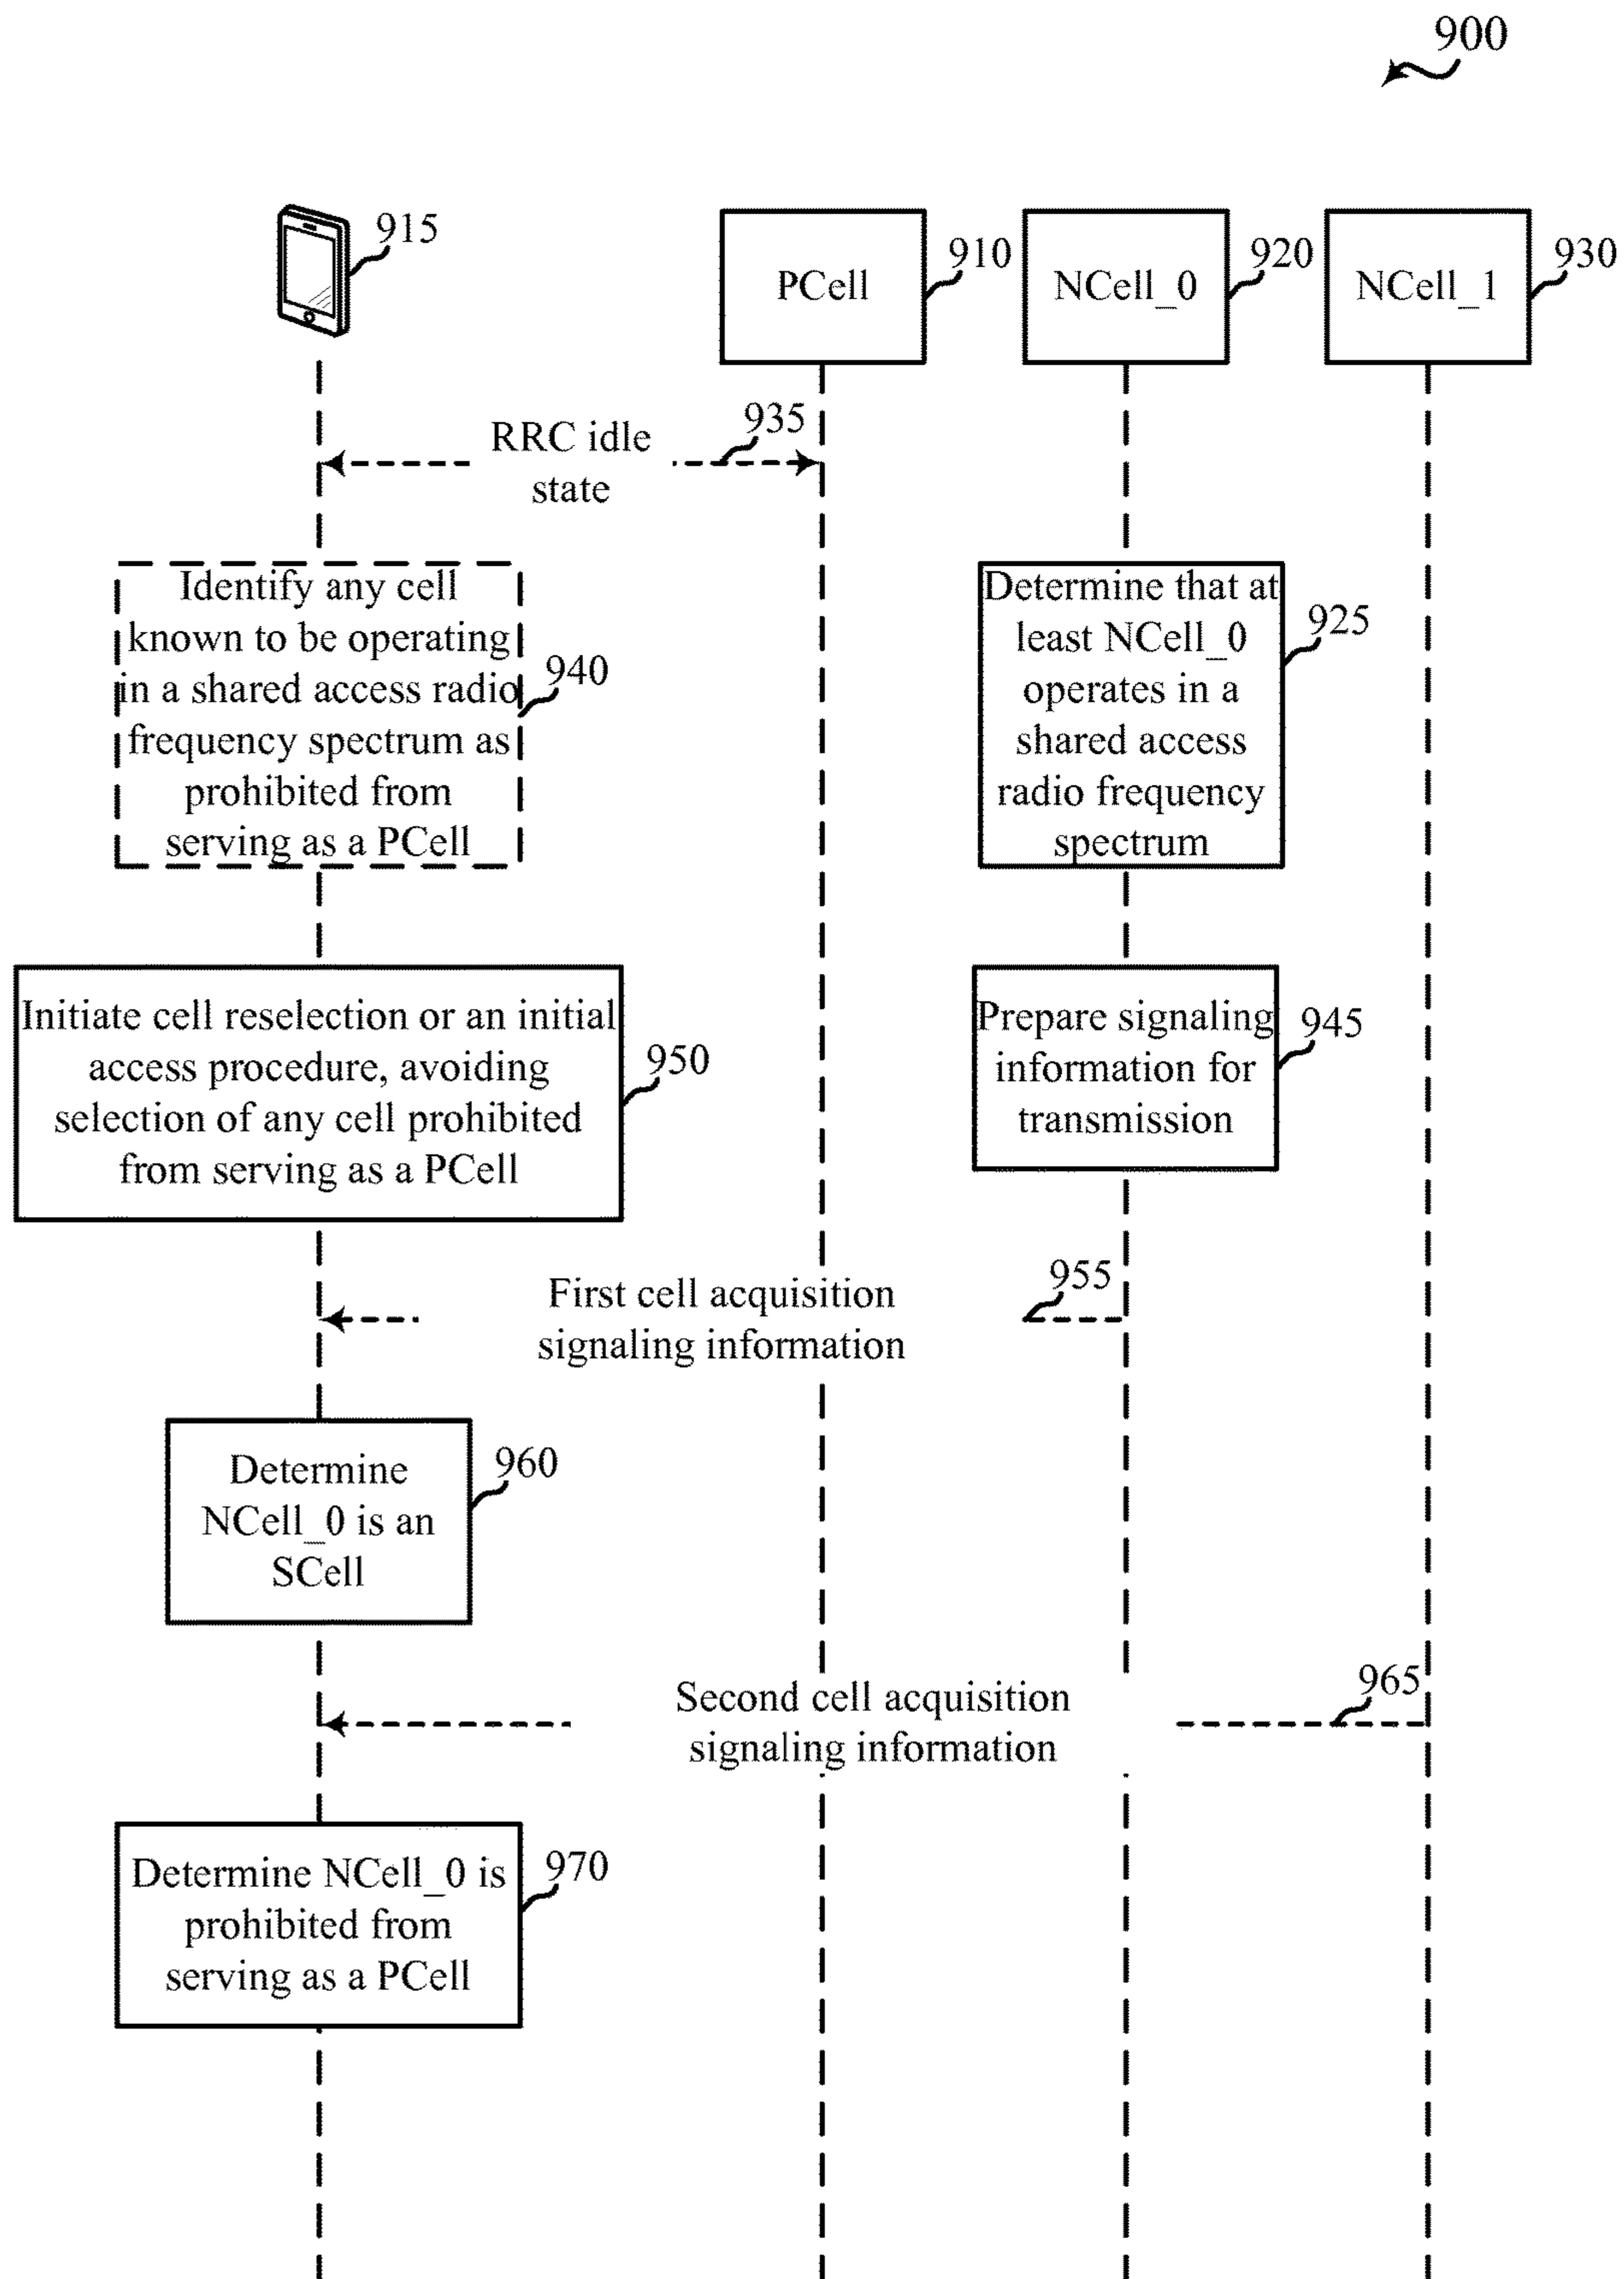 900
915
PCell
910
NCell_0
920
NCell_1
930
RRC idle
state
935
Identify any cell
known to be operating
in a shared access radio
frequency spectrum as
prohibited from
serving as a PCell
940
Determine that at
least NCell_0
operates in a
shared access
radio frequency
spectrum
925
Initiate cell reselection or an initial
access procedure, avoiding
selection of any cell prohibited
from serving as a PCell
950
Prepare signaling
information for
transmission
945
First cell acquisition
signaling information
955
Determine
NCell_0 is an
SCell
960
Second cell acquisition
signaling information
965
Determine NCell_0 is
prohibited from
serving as a PCell
970